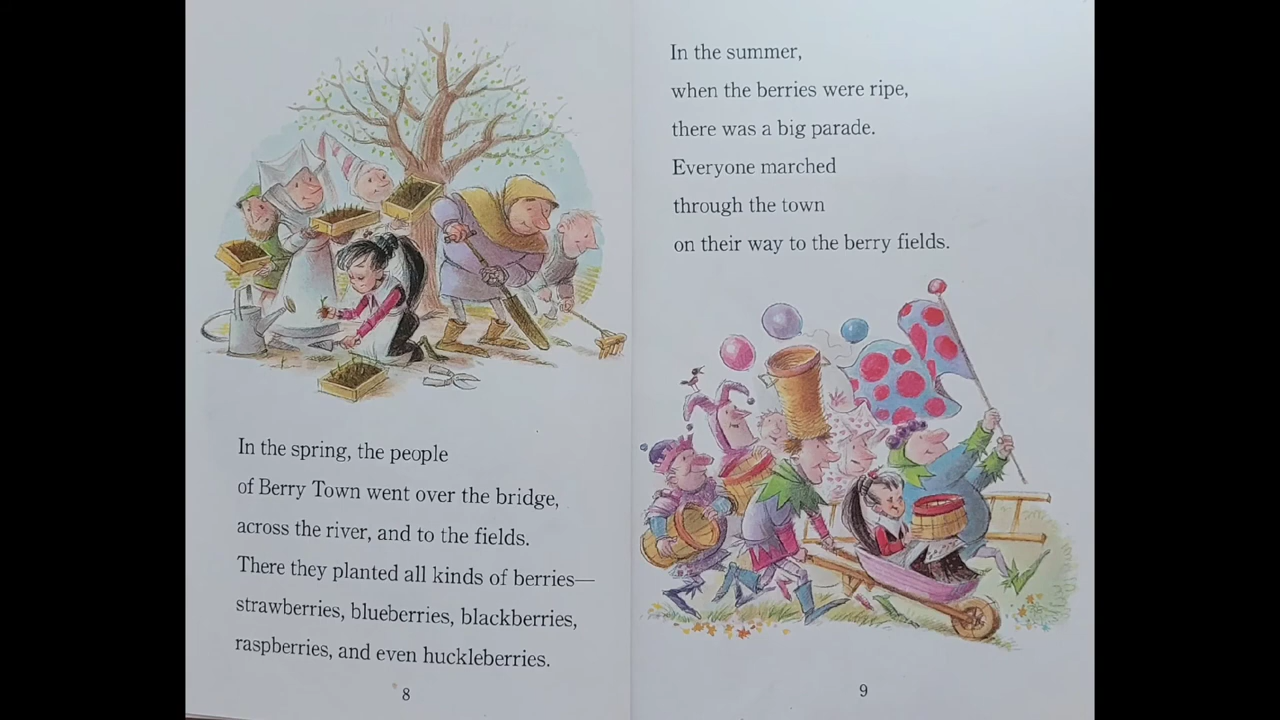 In the spring, the people
of Berry Town went over the bridge,
across the river, and to the fields.
There they planted all kinds of berries—
strawberries, blueberries, blackberries,
raspberries, and even huckleberries.
8
In the summer,
when the berries were ripe,
there was a big parade.
Everyone marched
through the town
on their way to the berry fields.
9